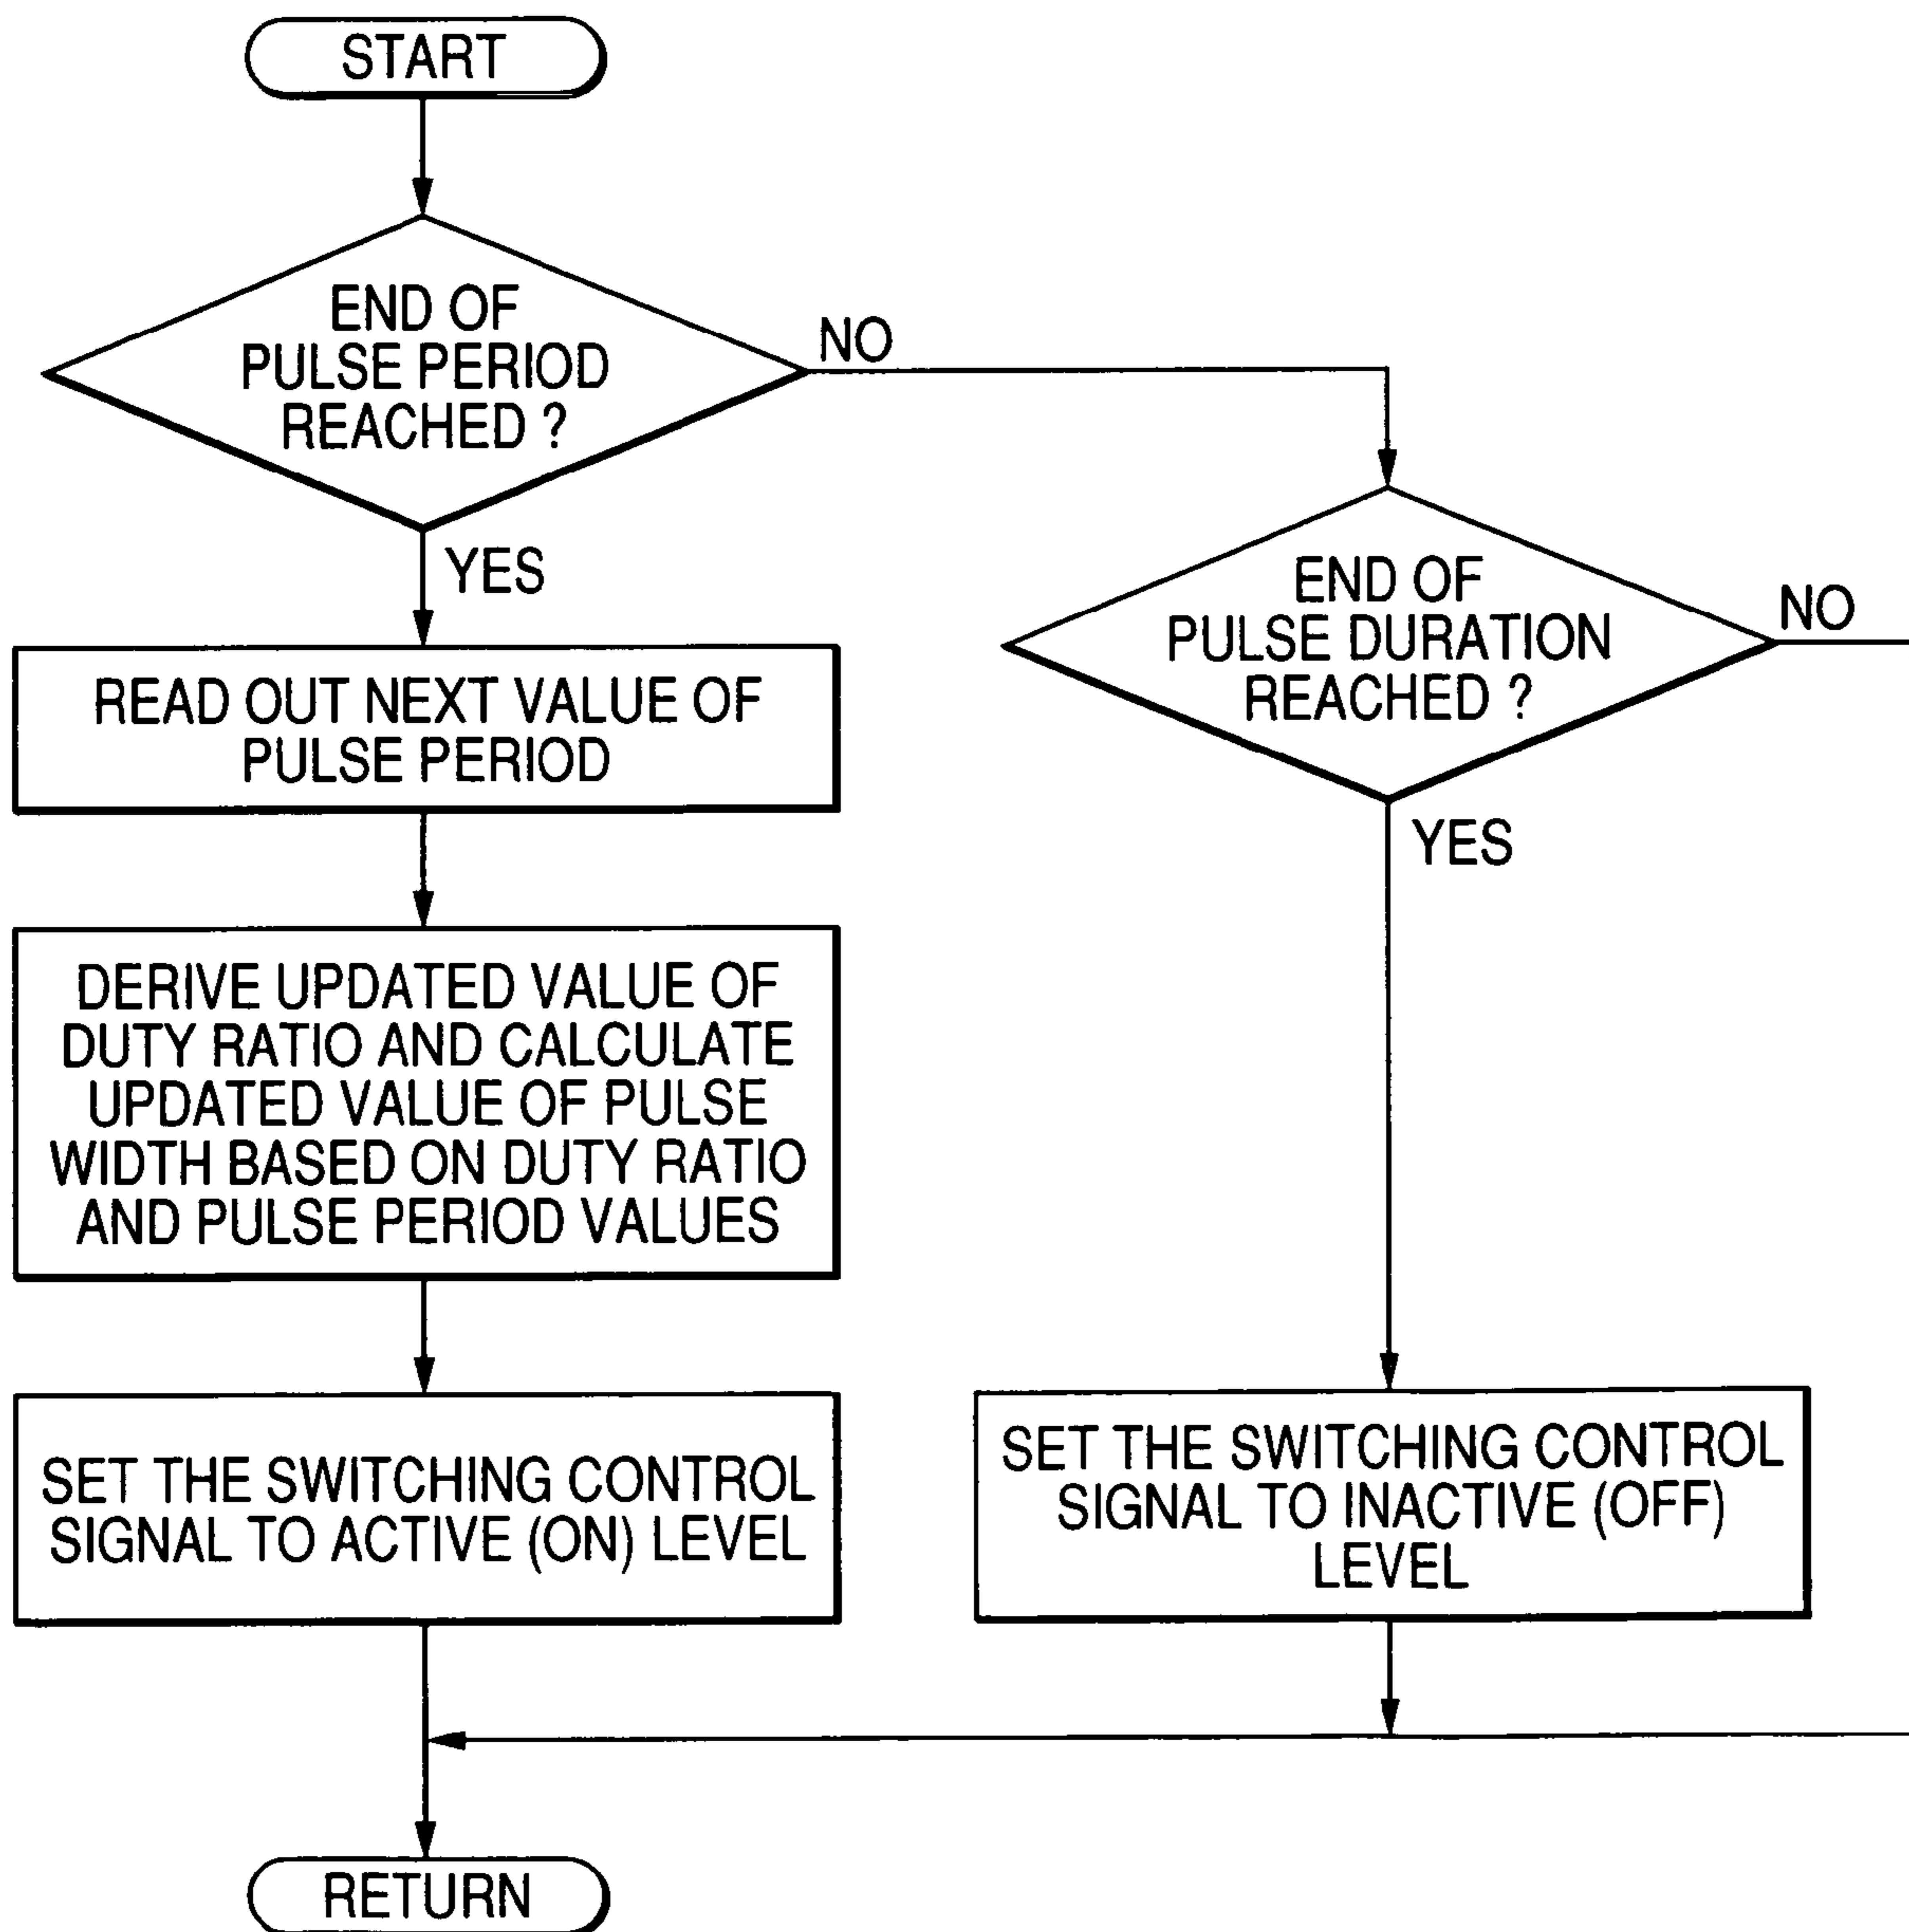 START
END OF
PULSE PERIOD
REACHED ?
NO
YES
READ OUT NEXT VALUE OF
PULSE PERIOD
DERIVE UPDATED VALUE OF
DUTY RATIO AND CALCULATE
UPDATED VALUE OF PULSE
WIDTH BASED ON DUTY RATIO
AND PULSE PERIOD VALUES
SET THE SWITCHING CONTROL
SIGNAL TO ACTIVE (ON) LEVEL
END OF
PULSE DURATION
REACHED ?
NO
YES
SET THE SWITCHING CONTROL
SIGNAL TO INACTIVE (OFF)
LEVEL
RETURN